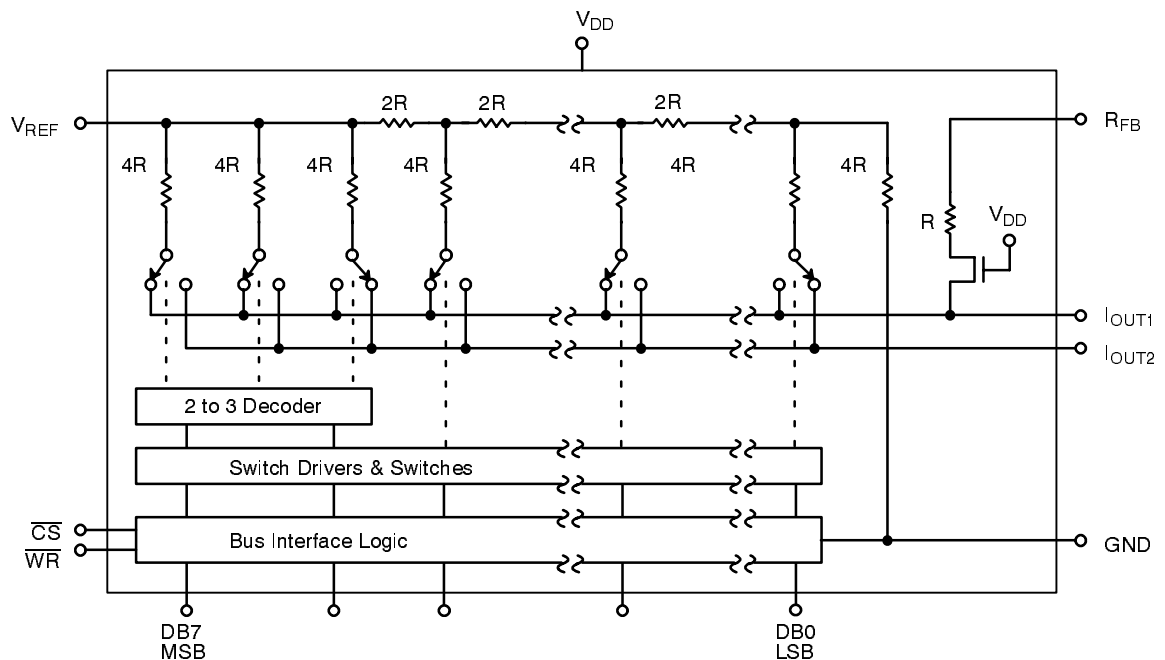 VDD
2R 2R 2R
VREF
RFB
4R 4R 4R 4R 4R 4R 4R
R
VDD
IOUT1
IOUT2
2 to 3 Decoder
Switch Drivers & Switches
CS
WR
Bus Interface Logic
GND
DB7
MSB
DB0
LSB